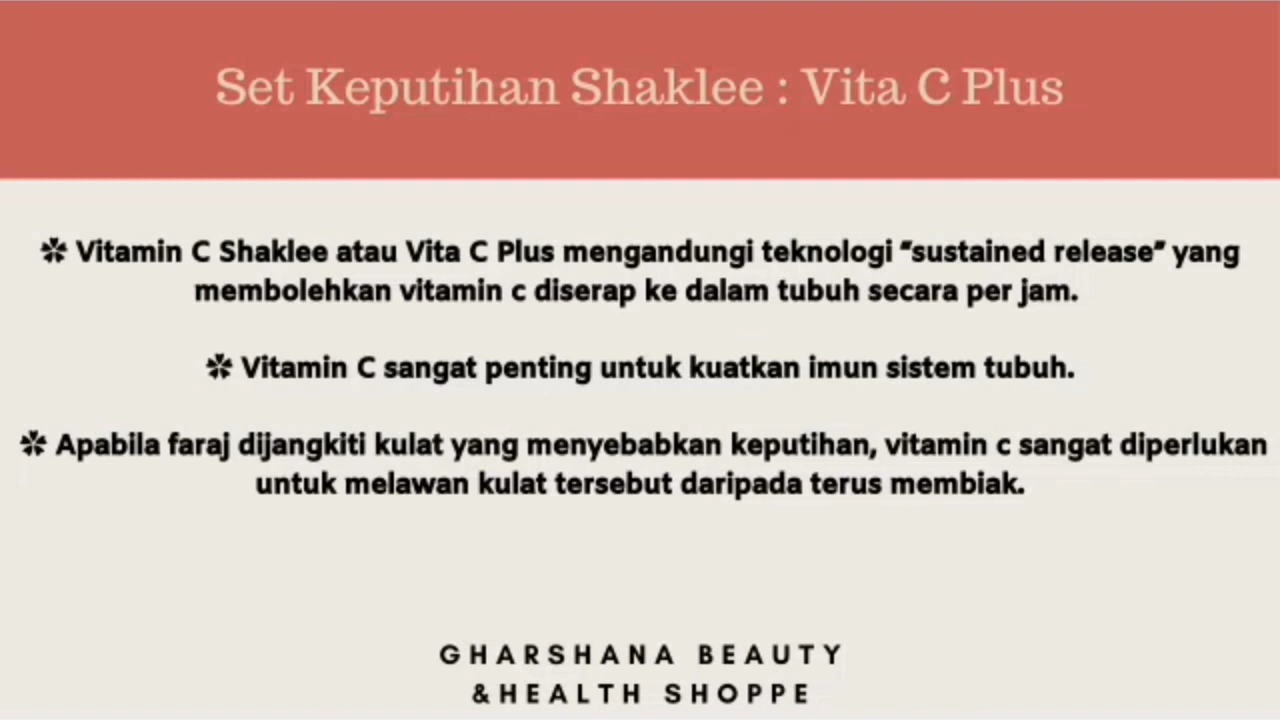 Set Keputihan Shaklee : Vita C Plus
✽ Vitamin C Shaklee atau Vita C Plus mengandungi teknologi “sustained release” yang
membolehkan vitamin c diserap ke dalam tubuh secara per jam.
✽ Vitamin C sangat penting untuk kuatkan imun sistem tubuh.
✽ Apabila faraj dijangkiti kulat yang menyebabkan keputihan, vitamin c sangat diperlukan
untuk melawan kulat tersebut daripada terus membiak.
GHARSHANA BEAUTY
&HEALTH SHOPPE